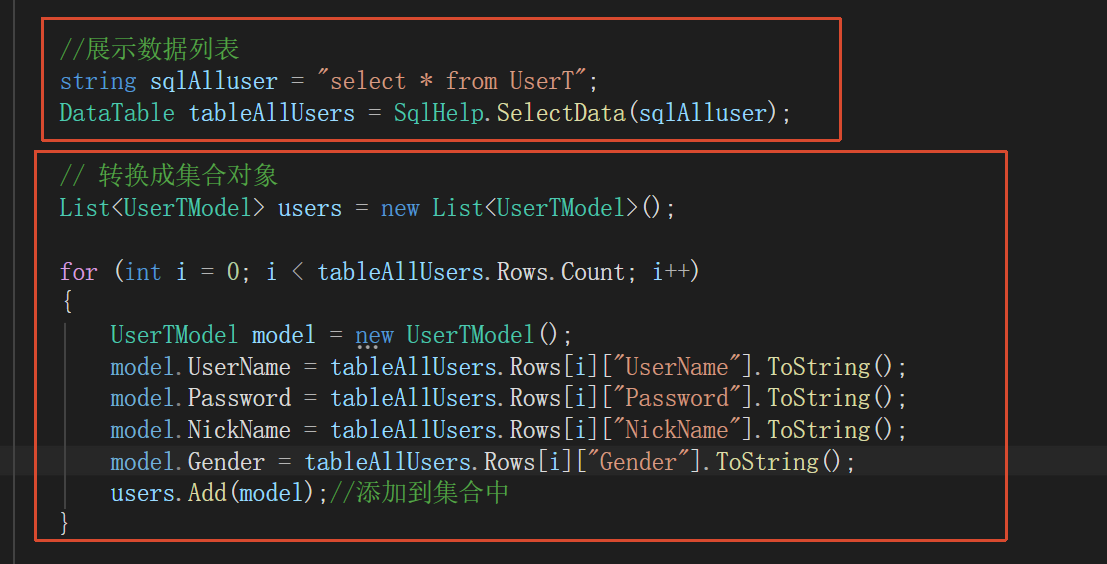 //展示数据列表
string sqlAlluser = "select * from UserT";
DataTable tableAllUsers = SqlHelp.SelectData(sqlAlluser);
// 转换成集合对象
List<UserTModel> users = new List<UserTModel>();
for (int i = 0; i < tableAllUsers.Rows.Count; i++)
{
UserTModel model = new UserTModel();
model.UserName = tableAllUsers.Rows[i]["UserName"].ToString();
model.Password = tableAllUsers.Rows[i]["Password"].ToString();
model.NickName = tableAllUsers.Rows[i]["NickName"].ToString();
model.Gender = tableAllUsers.Rows[i]["Gender"].ToString();
users.Add(model);//添加到集合中
}